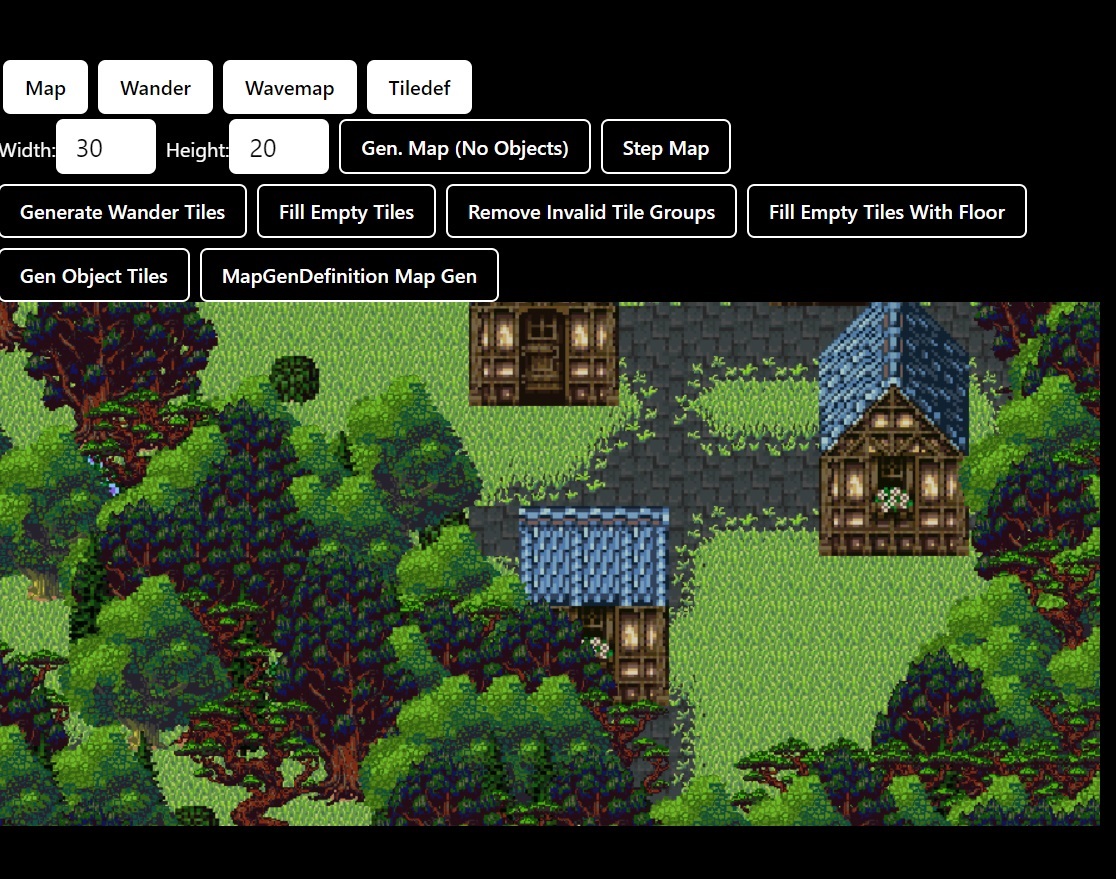 Map Wander Wavemap Tiledef
Width: 30 Height: 20 Gen. Map (No Objects) Step Map
Generate Wander Tiles Fill Empty Tiles Remove Invalid Tile Groups Fill Empty Tiles With Floor
Gen Object Tiles MapGenDefinition Map Gen